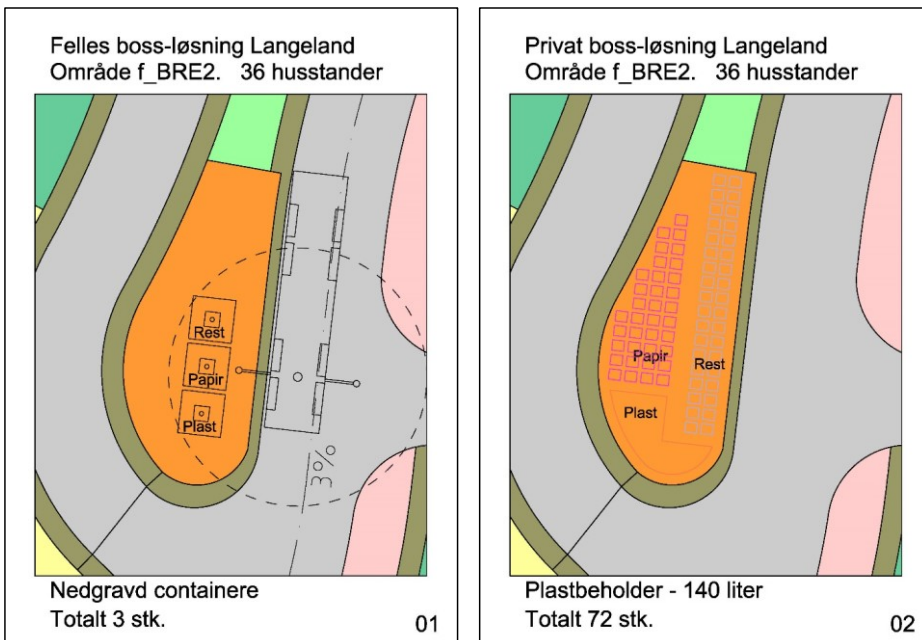 Felles boss-løsning Langeland
Område f_BRE2. 36 husstander
Rest
Papir
Plast
3%
Nedgravd containere
Totalt 3 stk.
01
Privat boss-løsning Langeland
Område f_BRE2. 36 husstander
Papir
Rest
Plast
Plastbeholder - 140 liter
Totalt 72 stk.
02